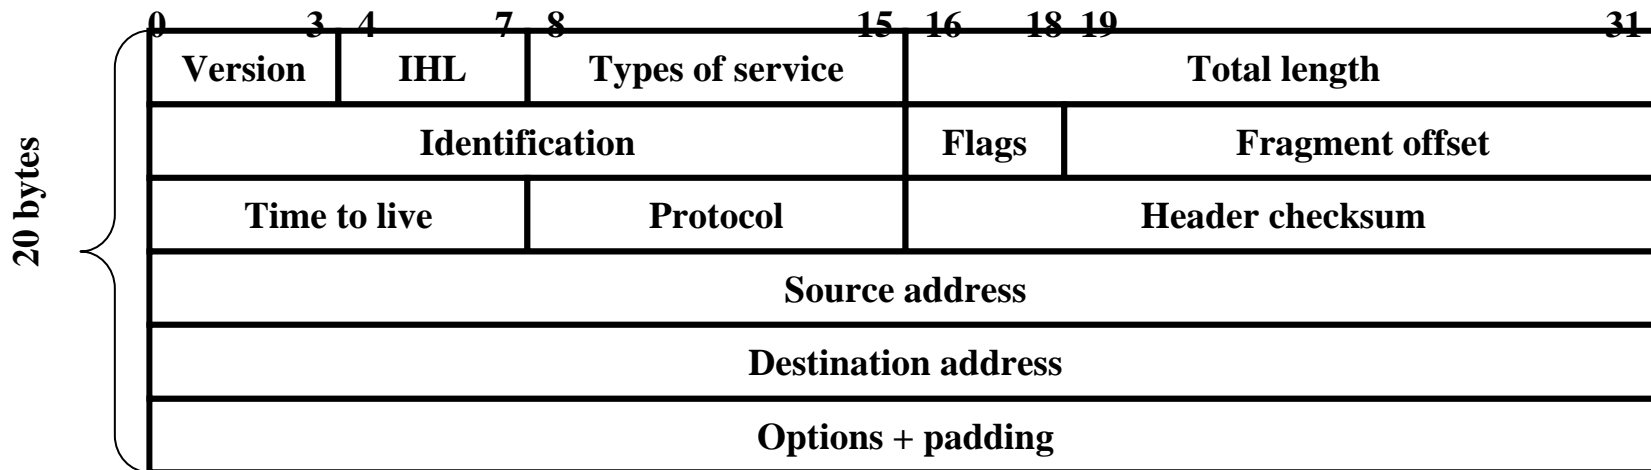 0 3 4 7 8 15 16 18 19 31
Version IHL Types of service Total length
Identification Flags Fragment offset
Time to live Protocol Header checksum
Source address
Destination address
Options + padding
20 bytes